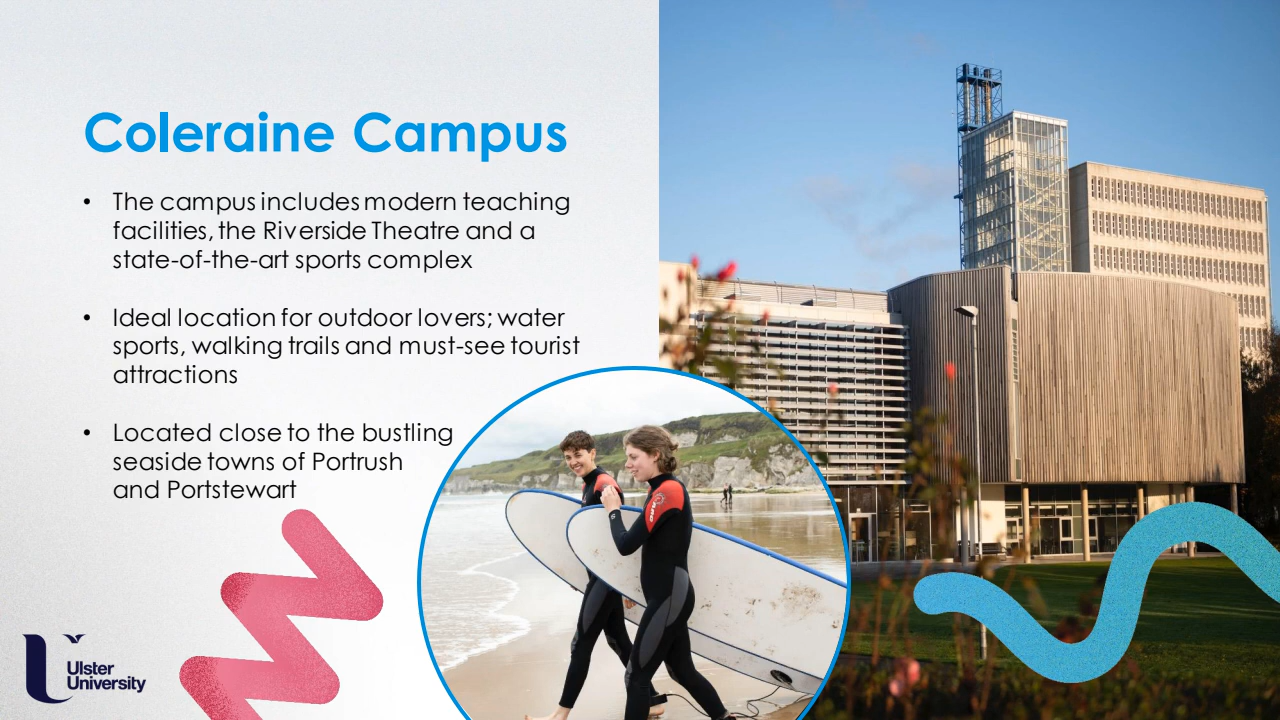 Coleraine Campus
• The campus includes modern teaching
facilities, the Riverside Theatre and a
state-of-the-art sports complex
• Ideal location for outdoor lovers; water
sports, walking trails and must-see tourist
attractions
• Located close to the bustling
seaside towns of Portrush
and Portstewart
Ulster
University